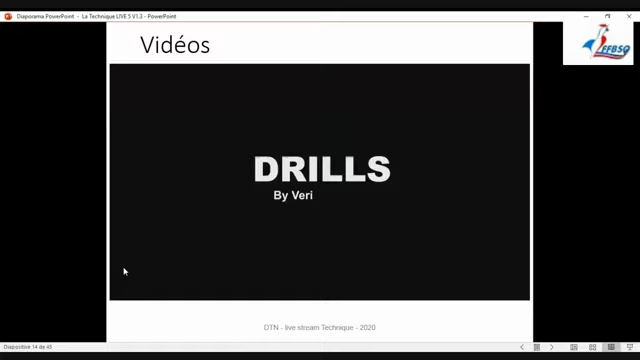 Diaporama PowerPoint - La Technique LIVE 5 V1.3 - PowerPoint
Vidéos
FFBSQ
DRILLS
By Veri
DTN - live stream Technique - 2020
Diapositive 14 de 45